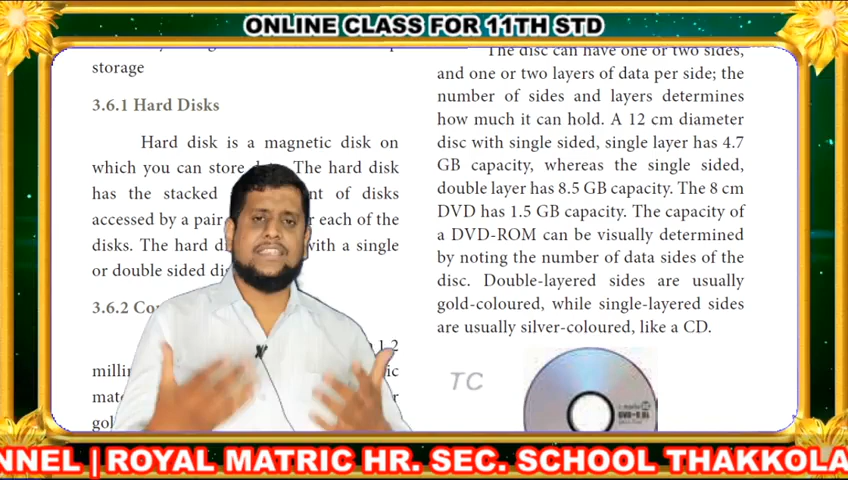 ONLINE CLASS FOR 11TH STD
storage
3.6.1 Hard Disks
Hard disk is a magnetic disk on
which you can store The hard disk
has the stacked of disks
accessed by a pair each of the
disks. The hard with a single
or double sided
3.6.2
1.2
The disc can have one or two sides,
and one or two layers of data per side; the
number of sides and layers determines
how much it can hold. A 12 cm diameter
disc with single sided, single layer has 4.7
GB capacity, whereas the single sided,
double layer has 8.5 GB capacity. The 8 cm
DVD has 1.5 GB capacity. The capacity of
a DVD-ROM can be visually determined
by noting the number of data sides of the
disc. Double-layered sides are usually
gold-coloured, while single-layered sides
are usually silver-coloured, like a CD.
TC
NNEL | ROYAL MATRIC HR. SEC. SCHOOL THAKKOLA